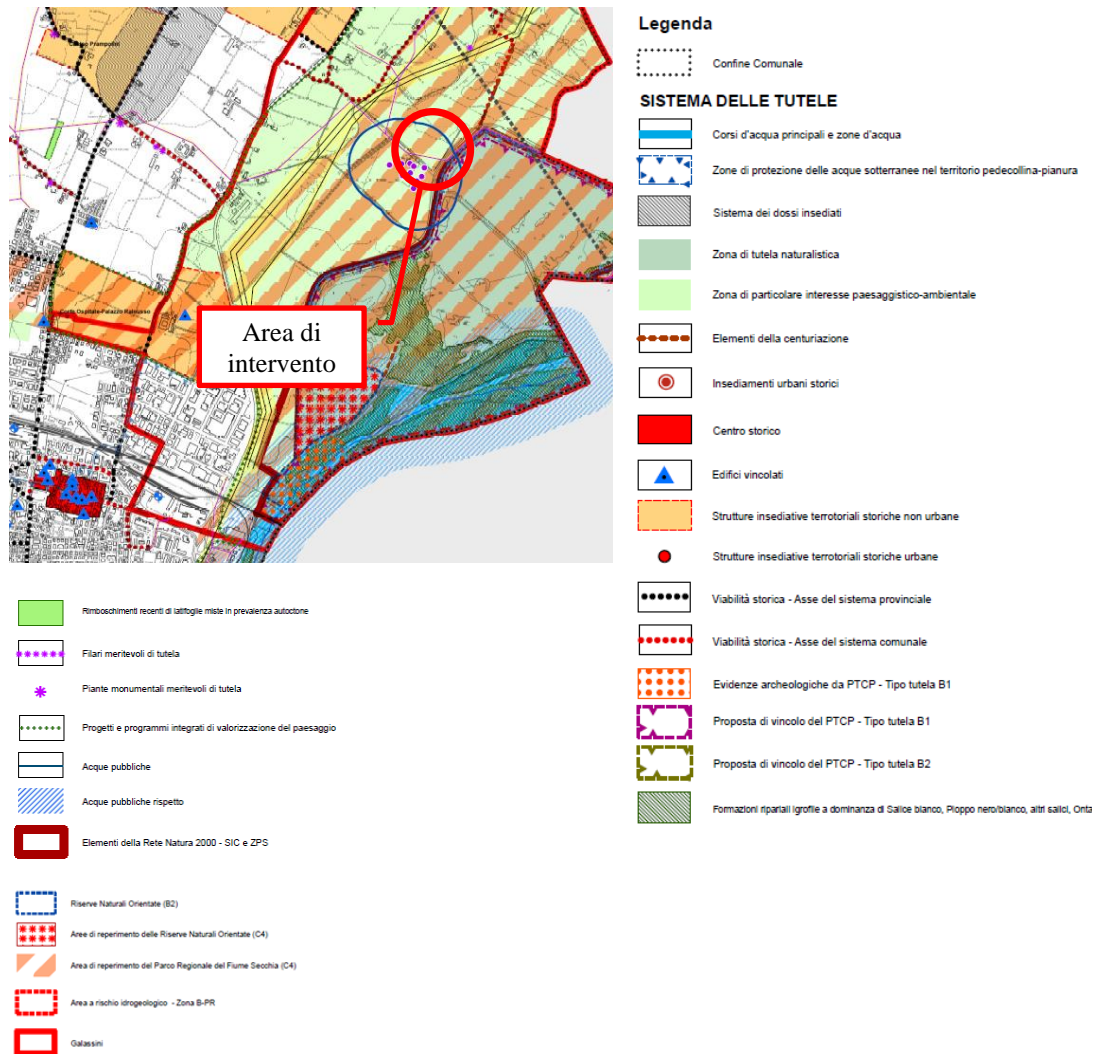 Area di
intervento
Legenda
Confine Comunale
SISTEMA DELLE TUTELE
Corsi d'acqua principali e zone d'acqua
Zone di protezione delle acque sotterranee nel territorio pedecollina-pianura
Sistema dei dossi insediati
Zona di tutela naturalistica
Zona di particolare interesse paesaggistico-ambientale
Elementi della centuriazione
Insediamenti urbani storici
Centro storico
Edifici vincolati
Strutture insediative terrotoriali storiche non urbane
Strutture insediative terrotoriali storiche urbane
Viabilità storica - Asse del sistema provinciale
Viabilità storica - Asse del sistema comunale
Evidenze archeologiche da PTCP - Tipo tutela B1
Proposta di vincolo del PTCP - Tipo tutela B1
Proposta di vincolo del PTCP - Tipo tutela B2
Formazioni ripariali igrofile a dominanza di Salice bianco, Pioppo nero/bianco, altri salici, Onta
Rimboschimenti recenti di latifoglie miste in prevalenza autoctone
Filari meritevoli di tutela
Piante monumentali meritevoli di tutela
Progetti e programmi integrati di valorizzazione del paesaggio
Acque pubbliche
Acque pubbliche rispetto
Elementi della Rete Natura 2000 - SIC e ZPS
Riserve Naturali Orientate (B2)
Aree di reperimento delle Riserve Naturali Orientate (C4)
Area di reperimento del Parco Regionale del Fiume Secchia (C4)
Area a rischio idrogeologico - Zona B-PR
Galassini